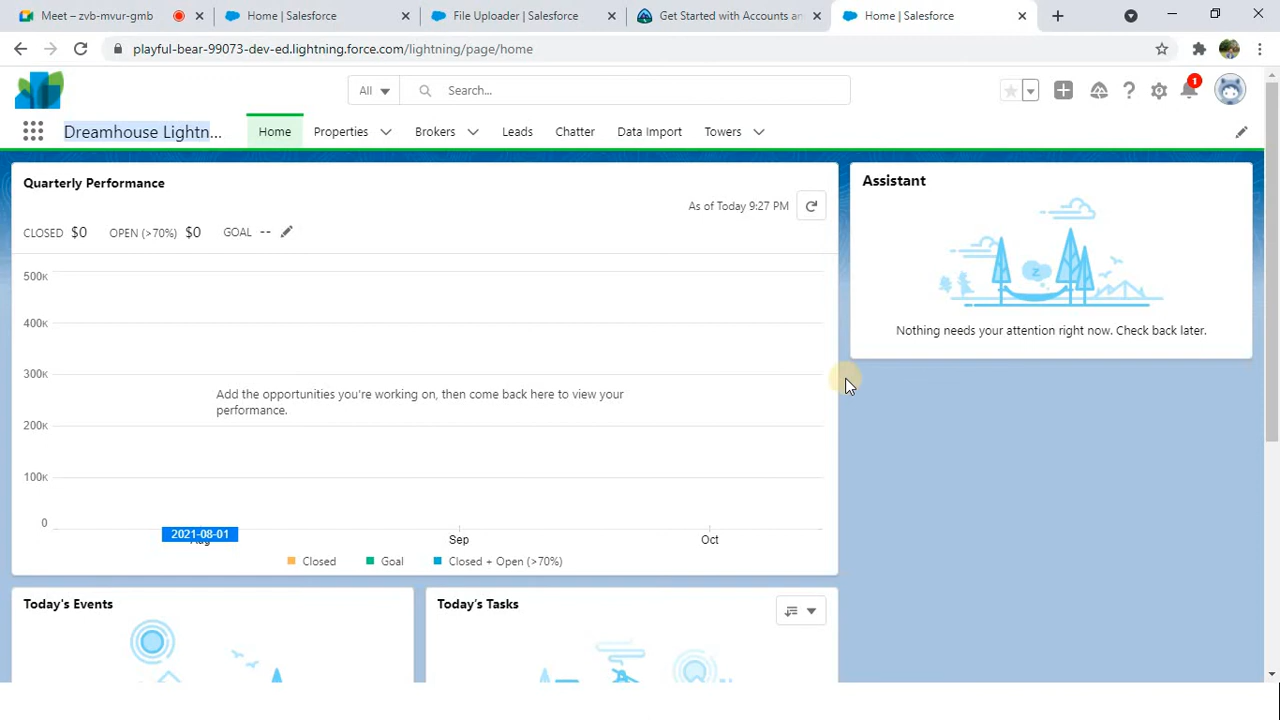 Meet – zvb-mvur-gmb
Home | Salesforce
File Uploader | Salesforce
Get Started with Accounts an
Home | Salesforce
playful-bear-99073-dev-ed.lightning.force.com/lightning/page/home
All
Search...
1
Dreamhouse Lightn...
Home
Properties
Brokers
Leads
Chatter
Data Import
Towers
Quarterly Performance
As of Today 9:27 PM
CLOSED $0 OPEN (>70%) $0 GOAL --
500K
400K
300K
200K
100K
0
Add the opportunities you're working on, then come back here to view your
performance.
2021-08-01
Aug
Sep
Oct
Closed
Goal
Closed + Open (>70%)
Assistant
z
Nothing needs your attention right now. Check back later.
Today's Events
Today's Tasks